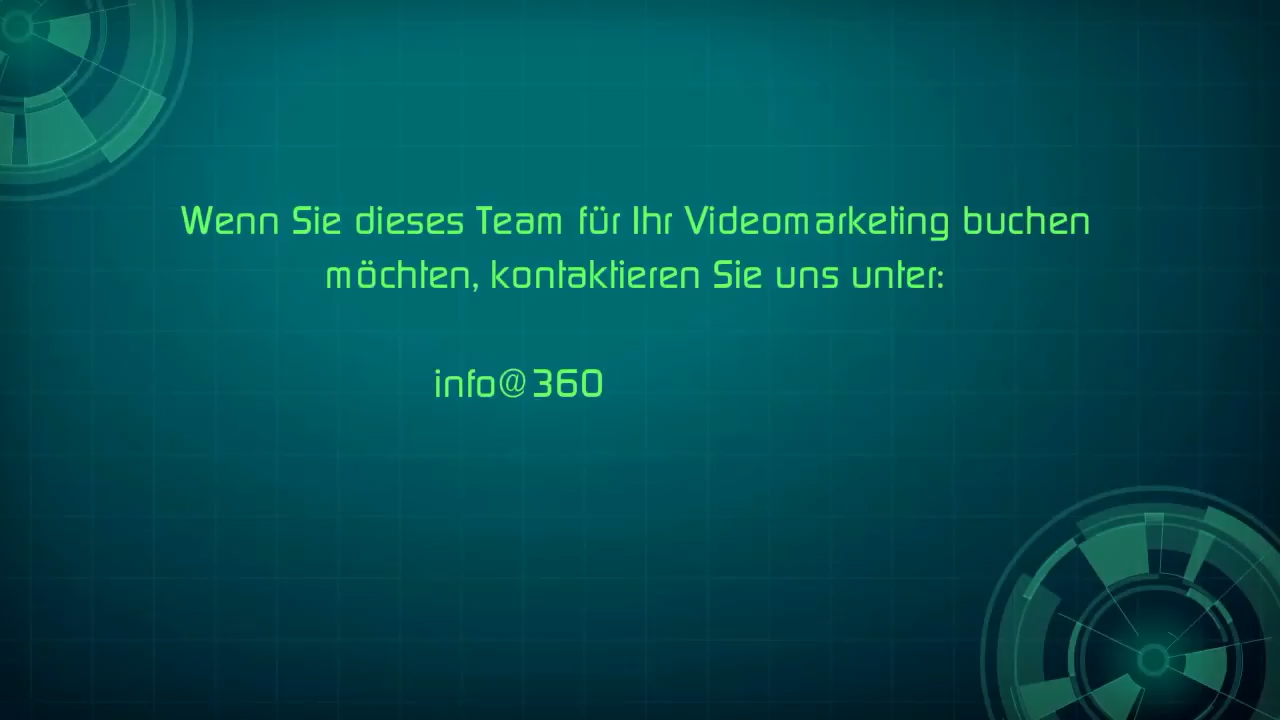 Wenn Sie dieses Team für Ihr Videomarketing buchen
möchten, kontaktieren Sie uns unter:
info@360